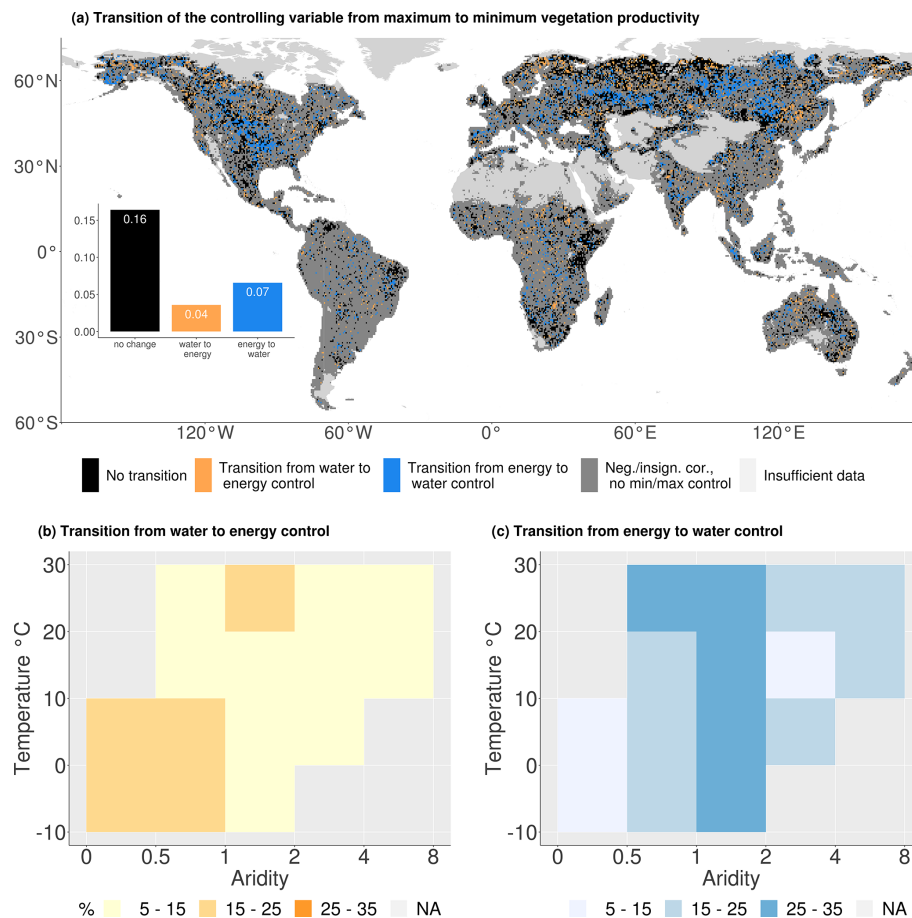 (a) Transition of the controlling variable from maximum to minimum vegetation productivity
60°N
30°N
0°
30°S
60°S
0.15
0.10
0.05
0.00
0.16
0.04
0.07
no change
water to
energy
energy to
water
120°W
60°W
0°
60°E
120°E
No transition
Transition from water to
energy control
Transition from energy to
water control
Neg./insign. cor.,
no min/max control
Insufficient data
(b) Transition from water to energy control
Temperature °C
30
20
10
0
-10
0 0.5 1 2 4 8
Aridity
% 5 - 15 15 - 25 25 - 35 NA
(c) Transition from energy to water control
Temperature °C
30
20
10
0
-10
0 0.5 1 2 4 8
Aridity
5 - 15 15 - 25 25 - 35 NA